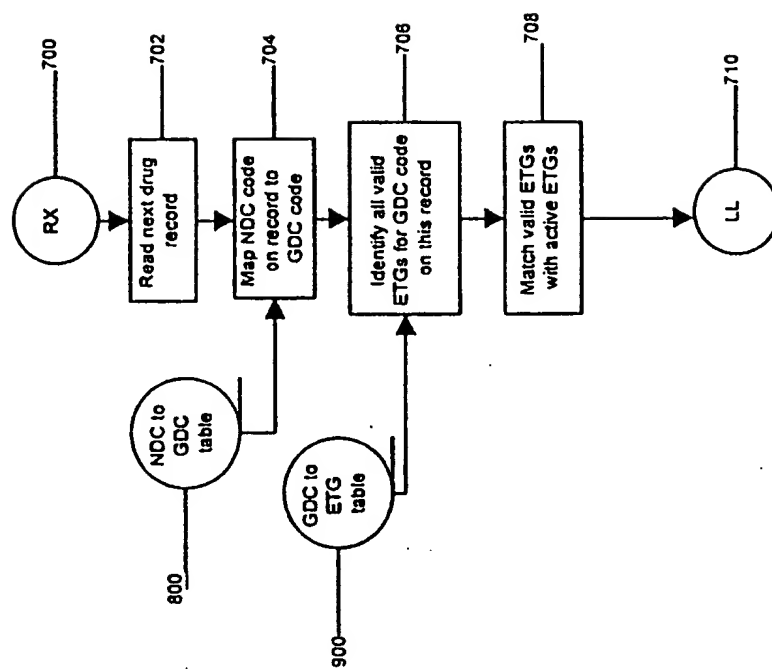 RX
700
Read next drug
record
702
Map NDC code
on record to
GDC code
704
NDC to
GDC
table
800
Identify all valid
ETGs for GDC code
on this record
706
GDC to
ETG
table
900
Match valid ETGs
with active ETGs
708
LL
710